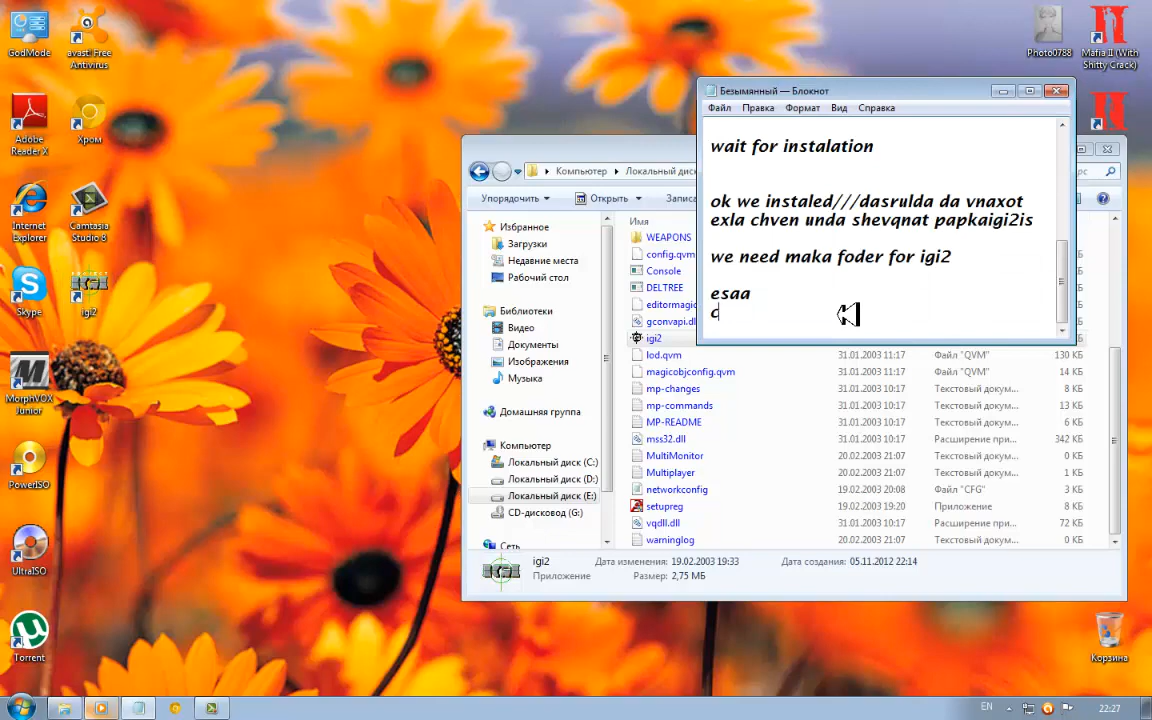 GodMode
avast! Free
Antivirus
Photo0788
Mafia II (With
Shitty Crack)
Adobe
Reader X
Хром
Internet
Explorer
Camtasia
Studio 8
Skype
igi2
MorphVOX
Junior
PowerISO
UltraISO
Torrent
Корзина
Безымянный — Блокнот
Файл Правка Формат Вид Справка
wait for instalation
ok we instaled///dasrulda da vnaxot
exla chven unda shevqnat papkaigi2is
we need maka foder for igi2
esaa
c
Компьютер Локальный диск
Упорядочить Открыть Записа
Избранное
Загрузки
Недавние места
Рабочий стол
Библиотеки
Видео
Документы
Изображения
Музыка
Домашняя группа
Компьютер
Локальный диск (C:)
Локальный диск (D:)
Локальный диск (E:)
CD-дисковод (G:)
Сеть
Имя
WEAPONS
config.qvm
Console
DELTREE
editormagic
gconvapi.dl
igi2
lod.qvm 31.01.2003 11:17 Файл "QVM" 130 КБ
magicobjconfig.qvm 31.01.2003 11:17 Файл "QVM" 14 КБ
mp-changes 31.01.2003 10:17 Текстовый докум... 8 КБ
mp-commands 31.01.2003 10:17 Текстовый докум... 13 КБ
MP-README 31.01.2003 10:17 Текстовый докум... 6 КБ
mss32.dll 31.01.2003 10:17 Расширение при... 342 КБ
MultiMonitor 20.02.2003 21:07 Текстовый докум... 0 КБ
Multiplayer 20.02.2003 21:07 Текстовый докум... 1 КБ
networkconfig 19.02.2003 20:08 Файл "CFG" 3 КБ
setupreg 19.02.2003 19:20 Приложение 8 КБ
vqdll.dll 31.01.2003 10:17 Расширение при... 72 КБ
warninglog 20.02.2003 21:07 Текстовый докум... 0 КБ
igi2 Дата изменения: 19.02.2003 19:33 Дата создания: 05.11.2012 22:14
Приложение Размер: 2,75 МБ
EN 22:27